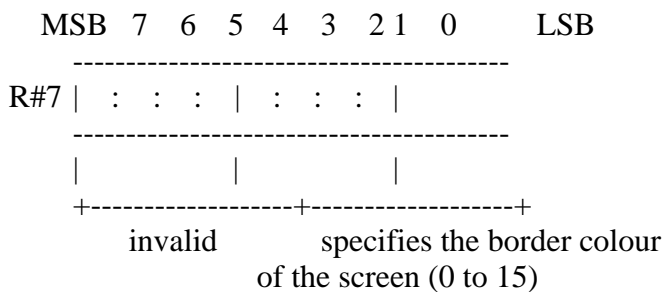 MSB 7 6 5 4 3 2 1 0 LSB
-----------------------------------------
R#7 | : : : | : : : |
-----------------------------------------
| | |
+-------------------+-------------------+
invalid specifies the border colour
of the screen (0 to 15)